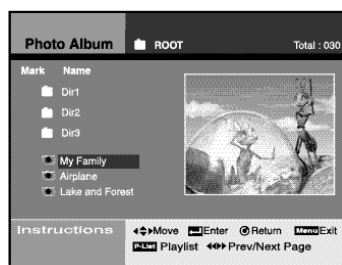 Photo Album ROOT Total : 030
Mark Name
Dir1
Dir2
Dir3
My Family
Airplane
Lake and Forest
Instructions Move Enter Return Menu Exit
P-List Playlist Prev/Next Page